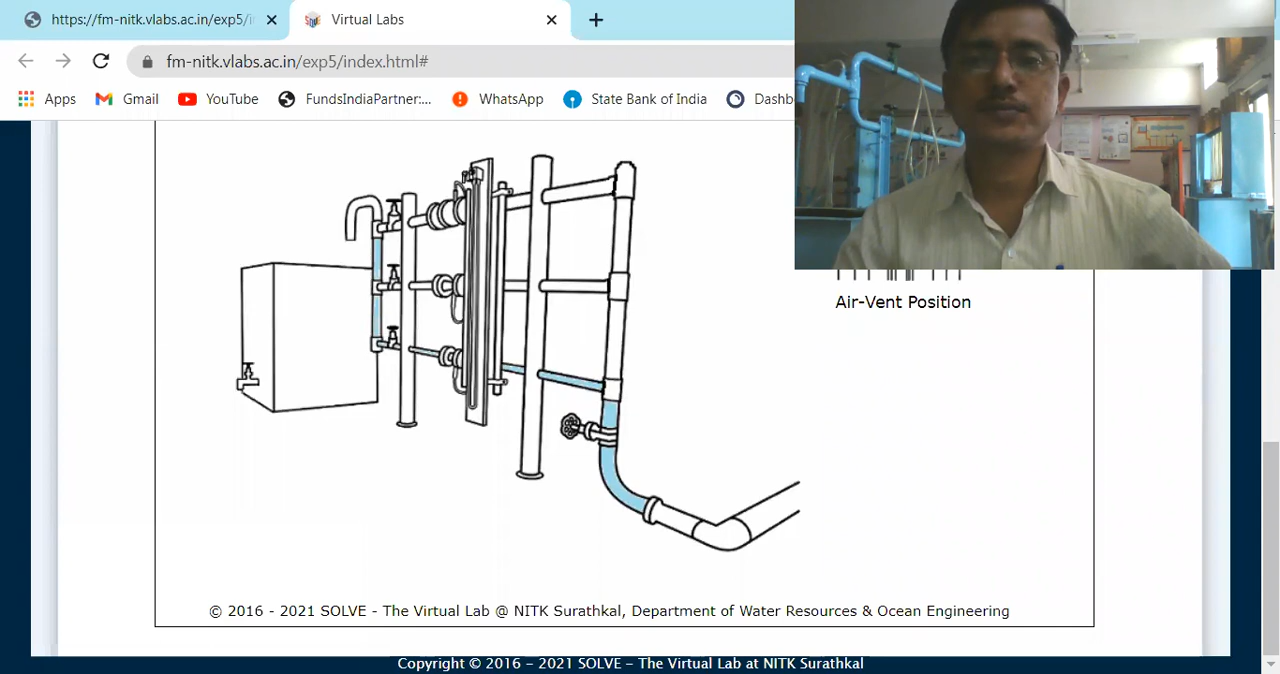 https://fm-nitk.vlabs.ac.in/exp5/i
Virtual Labs
fm-nitk.vlabs.ac.in/exp5/index.html#
Apps Gmail YouTube FundsIndiaPartner:... WhatsApp State Bank of India Dashb
Air-Vent Position
© 2016 - 2021 SOLVE - The Virtual Lab @ NITK Surathkal, Department of Water Resources & Ocean Engineering
Copyright © 2016 – 2021 SOLVE – The Virtual Lab at NITK Surathkal